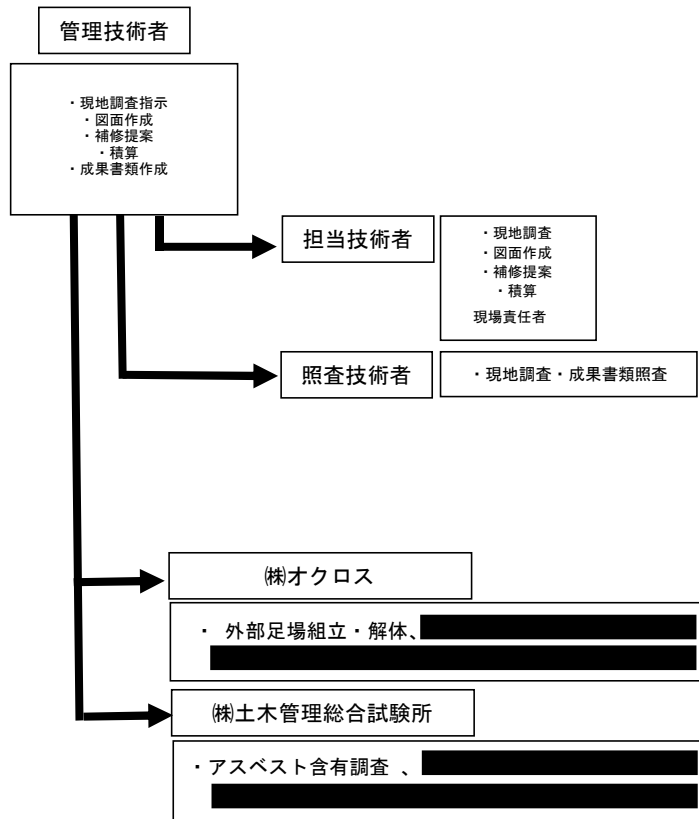 管理技術者
・現地調査指示
・図面作成
・補修提案
・積算
・成果書類作成
担当技術者
・現地調査
・図面作成
・補修提案
・積算
現場責任者
照査技術者
・現地調査・成果書類照査
㈱オクロス
・ 外部足場組立・解体、
㈱土木管理総合試験所
・アスベスト含有調査 、